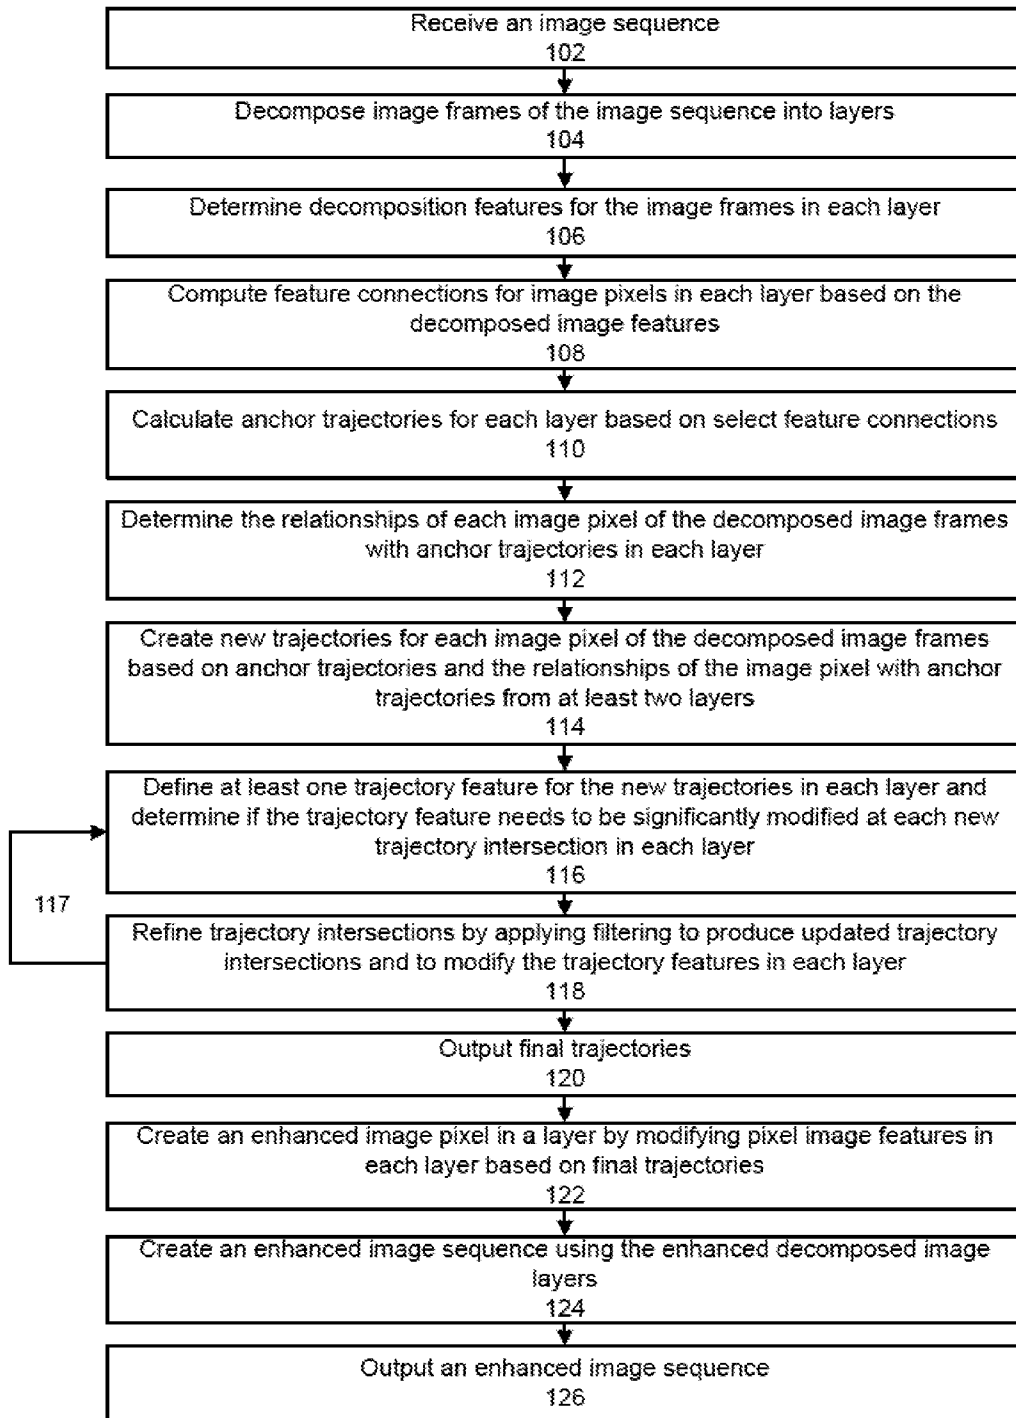 Receive an image sequence
102
Decompose image frames of the image sequence into layers
104
Determine decomposition features for the image frames in each layer
106
Compute feature connections for image pixels in each layer based on the
decomposed image features
108
Calculate anchor trajectories for each layer based on select feature connections
110
Determine the relationships of each image pixel of the decomposed image frames
with anchor trajectories in each layer
112
Create new trajectories for each image pixel of the decomposed image frames
based on anchor trajectories and the relationships of the image pixel with anchor
trajectories from at least two layers
114
Define at least one trajectory feature for the new trajectories in each layer and
determine if the trajectory feature needs to be significantly modified at each new
trajectory intersection in each layer
116
117
Refine trajectory intersections by applying filtering to produce updated trajectory
intersections and to modify the trajectory features in each layer
118
Output final trajectories
120
Create an enhanced image pixel in a layer by modifying pixel image features in
each layer based on final trajectories
122
Create an enhanced image sequence using the enhanced decomposed image
layers
124
Output an enhanced image sequence
126